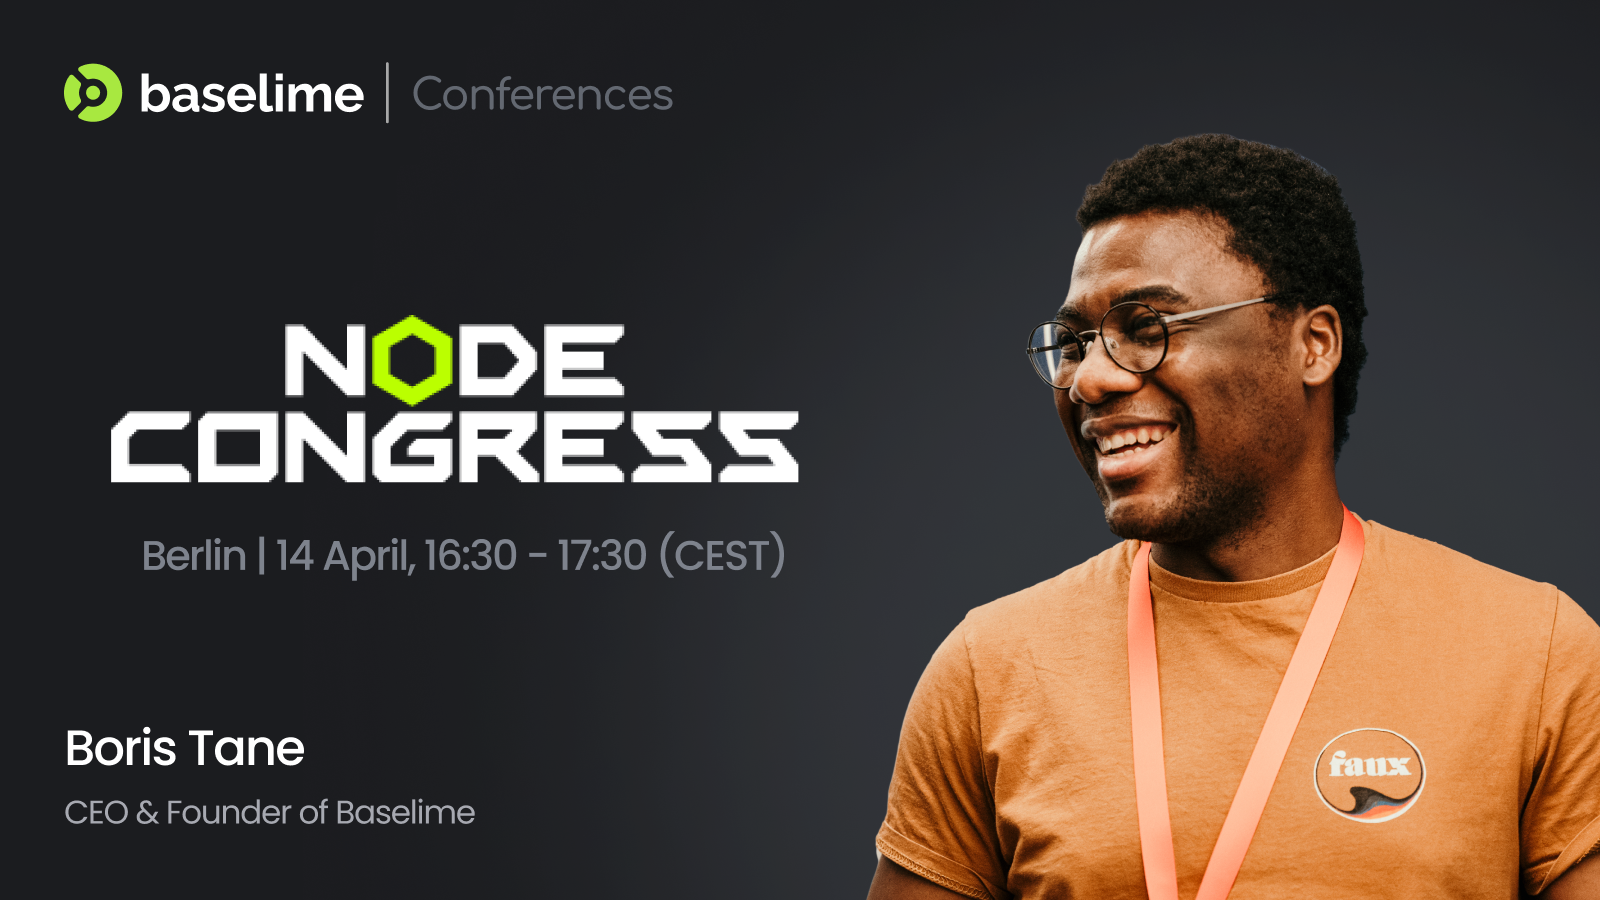 baselime | Conferences
NODE
CONGRESS
Berlin | 14 April, 16:30 - 17:30 (CEST)
Boris Tane
CEO & Founder of Baselime
faux